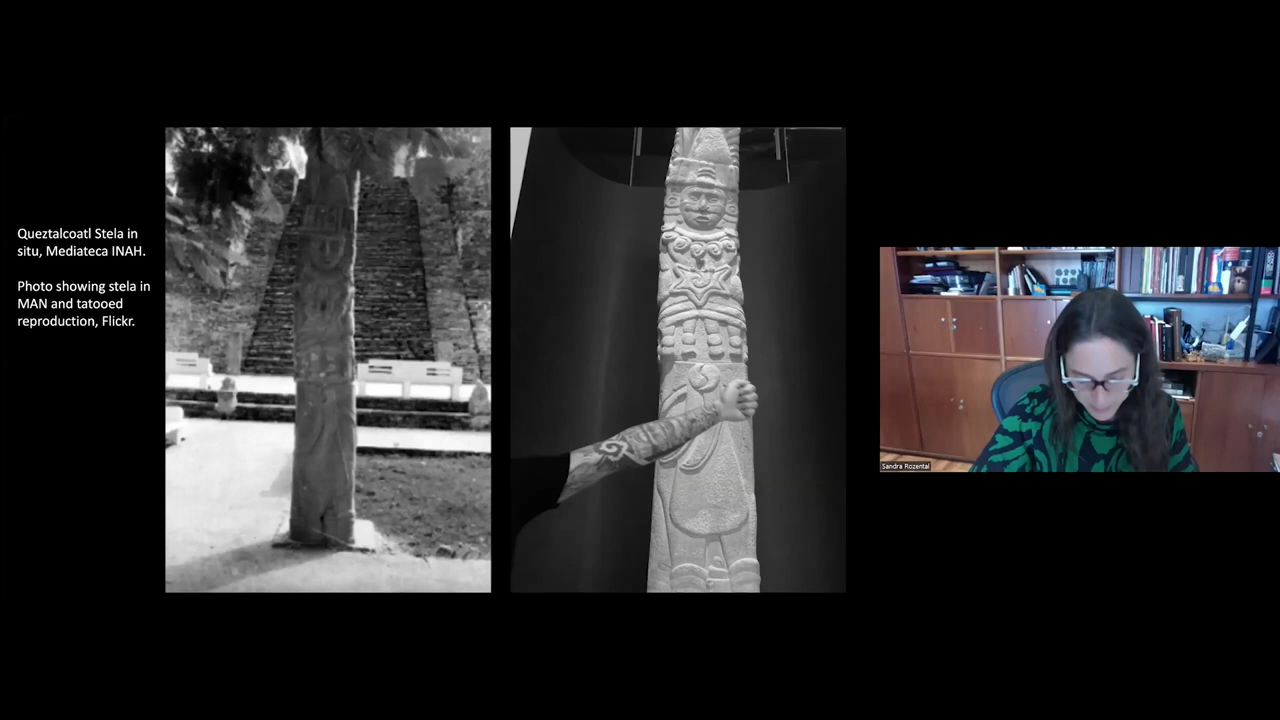 Queztalcoatl Stela in
situ, Mediateca INAH.
Photo showing stela in
MAN and tatooed
reproduction, Flickr.
Sandra Rozental